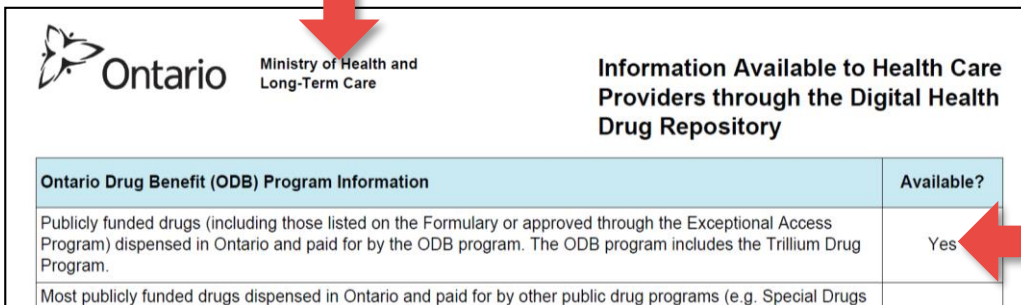 Ontario
Ministry of Health and
Long-Term Care
Information Available to Health Care
Providers through the Digital Health
Drug Repository
Ontario Drug Benefit (ODB) Program Information
Available?
Publicly funded drugs (including those listed on the Formulary or approved through the Exceptional Access
Program) dispensed in Ontario and paid for by the ODB program. The ODB program includes the Trillium Drug
Program.
Yes
Most publicly funded drugs dispensed in Ontario and paid for by other public drug programs (e.g. Special Drugs